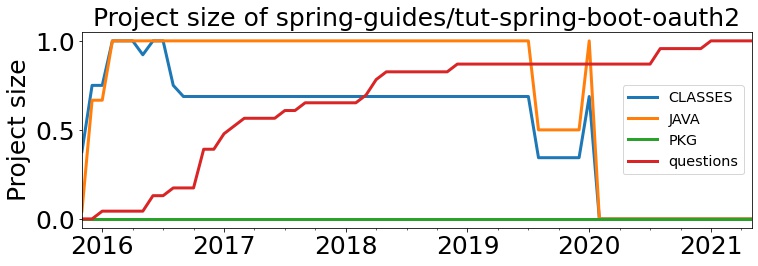 Project size of spring-guides/tut-spring-boot-oauth2
Project size
1.0
0.5
0.0
CLASSES
JAVA
PKG
questions
2016 2017 2018 2019 2020 2021